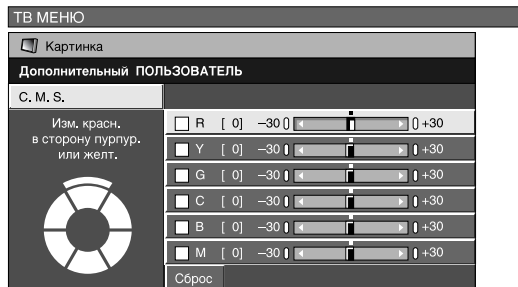 ТВ МЕНЮ
Картинка
Дополнительный ПОЛЬЗОВАТЕЛЬ
C. M. S.
Изм. красн.
в сторону пурпур.
или желт.
R [ 0] –30 +30
Y [ 0] –30 +30
G [ 0] –30 +30
C [ 0] –30 +30
B [ 0] –30 +30
M [ 0] –30 +30
Сброс